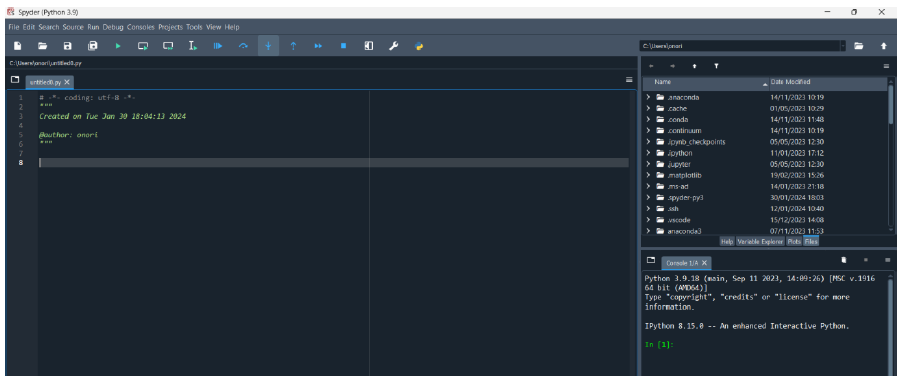 Spyder (Python 3.9)
File Edit Search Source Run Debug Consoles Projects Tools View Help
C:\Users\onori
C:\Users\onori\untitled8.py
untitled8.py
1 # -*- coding: utf-8 -*-
2 """
3 Created on Tue Jan 30 18:04:13 2024
4
5 @author: onori
6 """
7
8
Name Date Modified
.anaconda 14/11/2023 10:19
.cache 01/05/2023 10:29
.conda 14/11/2023 11:48
.continuum 14/11/2023 10:19
.ipynb_checkpoints 05/05/2023 12:30
.ipython 11/01/2023 17:12
.jupyter 05/05/2023 12:30
.matplotlib 19/02/2023 15:26
.ms-ad 14/01/2023 21:18
.spyder-py3 30/01/2024 18:03
.ssh 12/01/2024 10:40
.vscode 15/12/2023 14:08
anaconda3 07/11/2023 11:53
Help Variable Explorer Plots Files
Console 1/A
Python 3.9.18 (main, Sep 11 2023, 14:09:26) [MSC v.1916
64 bit (AMD64)]
Type "copyright", "credits" or "license" for more
information.
IPython 8.15.0 -- An enhanced Interactive Python.
In [1]: